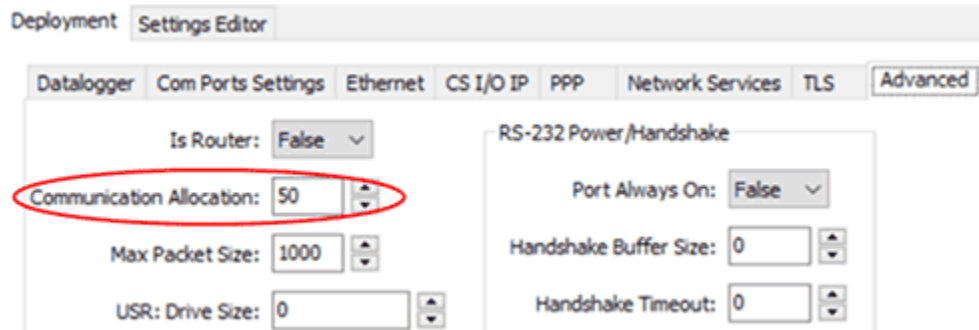 Deployment Settings Editor
Datalogger Com Ports Settings Ethernet CS I/O IP PPP Network Services TLS Advanced
Is Router: False
Communication Allocation: 50
Max Packet Size: 1000
USR: Drive Size: 0
RS-232 Power/Handshake
Port Always On: False
Handshake Buffer Size: 0
Handshake Timeout: 0